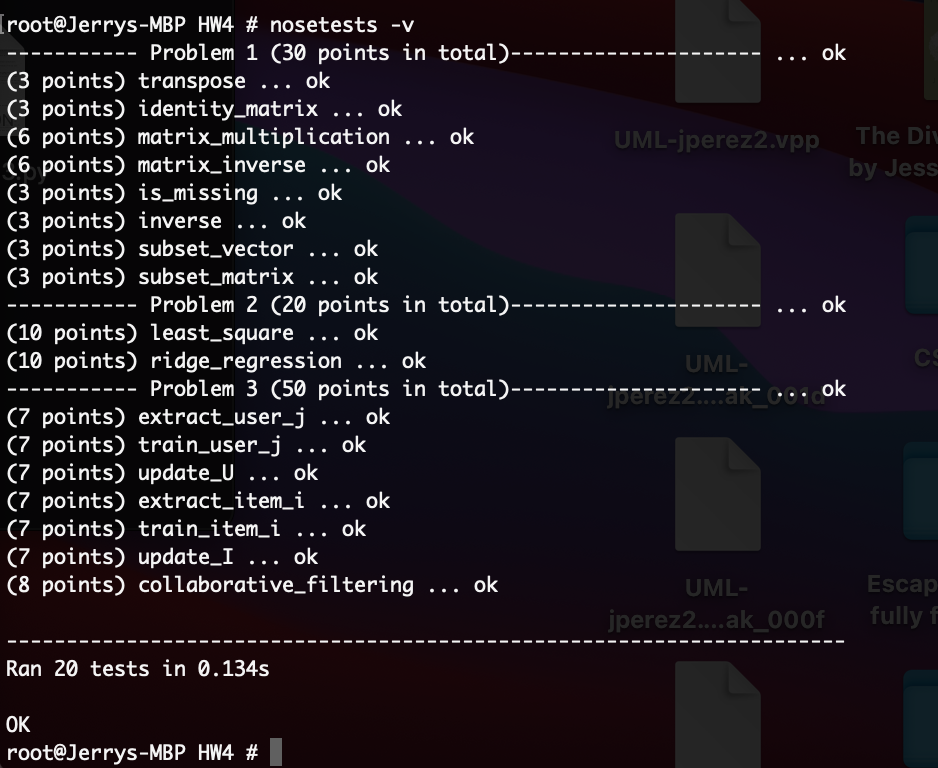 root@Jerrys-MBP HW4 # nosetests -v
----------- Problem 1 (30 points in total)--------------------- ... ok
(3 points) transpose ... ok
(3 points) identity_matrix ... ok
(6 points) matrix_multiplication ... ok
(6 points) matrix_inverse ... ok
(3 points) is_missing ... ok
(3 points) inverse ... ok
(3 points) subset_vector ... ok
(3 points) subset_matrix ... ok
----------- Problem 2 (20 points in total)--------------------- ... ok
(10 points) least_square ... ok
(10 points) ridge_regression ... ok
----------- Problem 3 (50 points in total)--------------------- ... ok
(7 points) extract_user_j ... ok
(7 points) train_user_j ... ok
(7 points) update_U ... ok
(7 points) extract_item_i ... ok
(7 points) train_item_i ... ok
(7 points) update_I ... ok
(8 points) collaborative_filtering ... ok
----------------------------------------------------------------------
Ran 20 tests in 0.134s
OK
root@Jerrys-MBP HW4 #
UML-jperez2.vpp
The Div
by Jess
UML-
jperez2....ak_001d
CS
UML-
jperez2....ak_000f
Escap
fully f